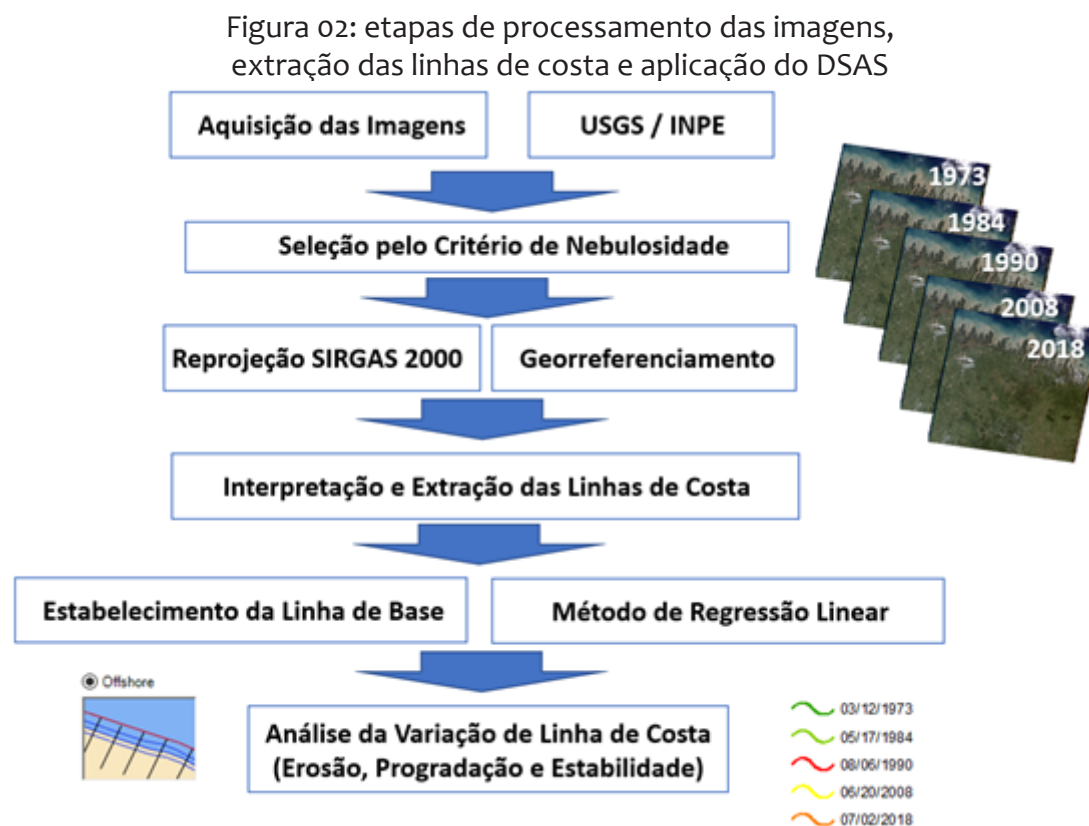 Figura 02: etapas de processamento das imagens,
extração das linhas de costa e aplicação do DSAS
Aquisição das Imagens
USGS / INPE
Seleção pelo Critério de Nebulosidade
1973
1984
1990
2008
2018
Reprojeção SIRGAS 2000
Georreferenciamento
Interpretação e Extração das Linhas de Costa
Estabelecimento da Linha de Base
Método de Regressão Linear
Offshore
Análise da Variação de Linha de Costa
(Erosão, Progradação e Estabilidade)
03/12/1973
05/17/1984
08/06/1990
06/20/2008
07/02/2018